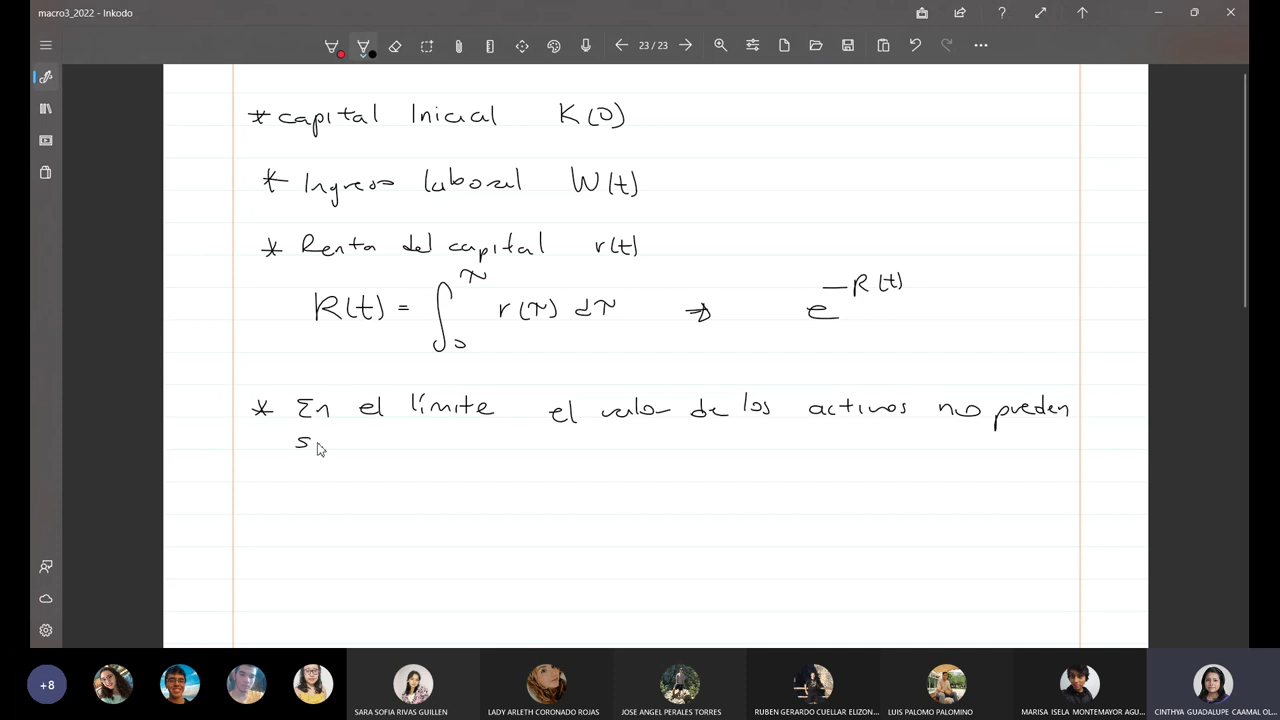 macro3_2022 - Inkodo
23 / 23
* capital Inicial K(0)
* Ingreso laboral W(t)
* Renta del capital r(t)
R(t) = ∫₀^τ r(τ) dτ ⇒ e^{-R(t)}
* En el límite el valor de los activos no pueden
s
+8
SARA SOFIA RIVAS GUILLEN
LADY ARLETH CORONADO ROJAS
JOSE ANGEL PERALES TORRES
RUBEN GERARDO CUELLAR ELIZON...
LUIS PALOMO PALOMINO
MARISA ISELA MONTEMAYOR AGU...
CINTHYA GUADALUPE CAAMAL OL...